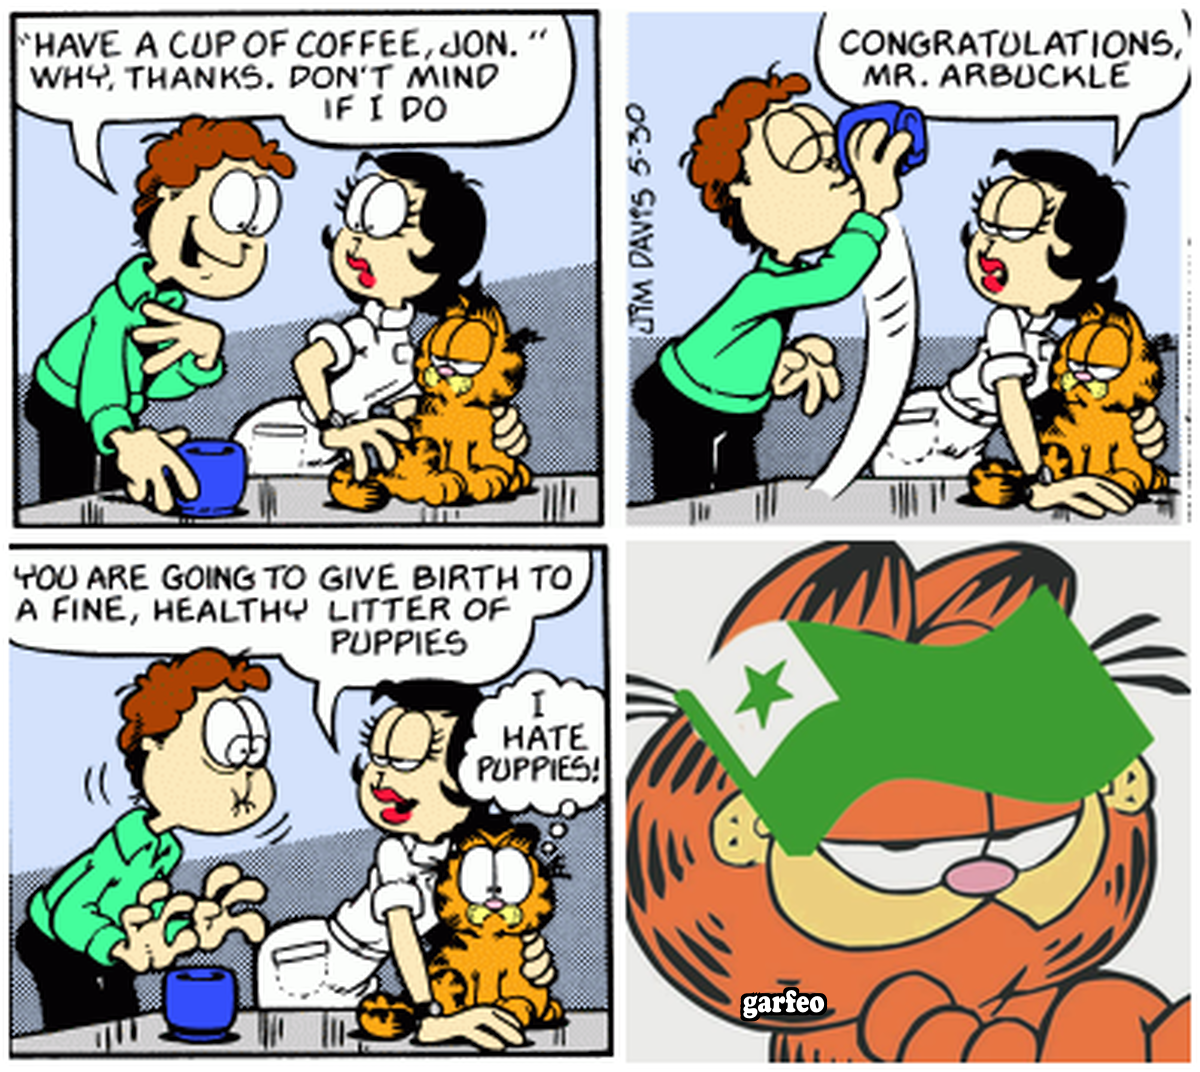 "HAVE A CUP OF COFFEE, JON."
WHY, THANKS. DON'T MIND
IF I DO
CONGRATULATIONS,
MR. ARBUCKLE
JIM DAVIS 5-30
YOU ARE GOING TO GIVE BIRTH TO
A FINE, HEALTHY LITTER OF
PUPPIES
I
HATE
PUPPIES!
garfeo